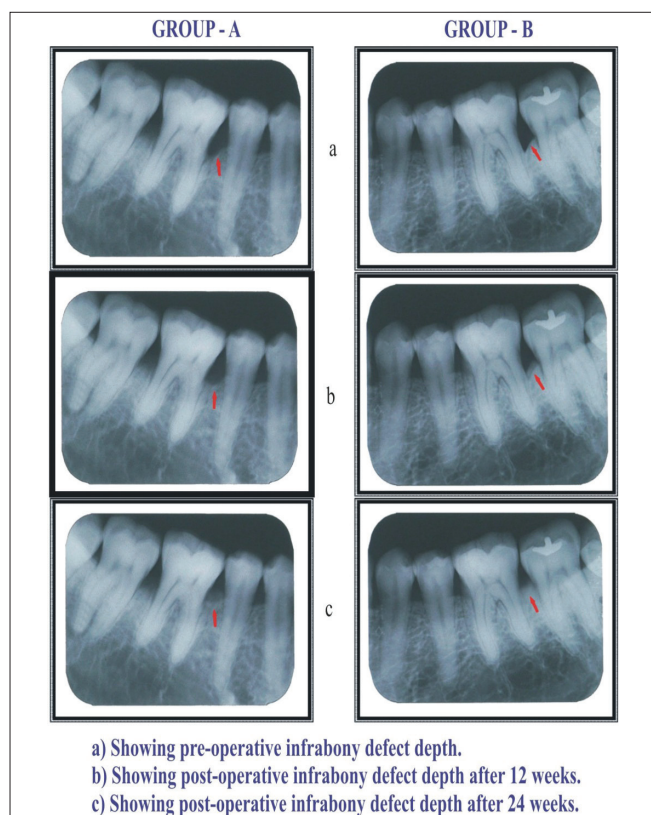 GROUP - A
GROUP - B
a
b
c
a) Showing pre-operative infrabony defect depth.
b) Showing post-operative infrabony defect depth after 12 weeks.
c) Showing post-operative infrabony defect depth after 24 weeks.